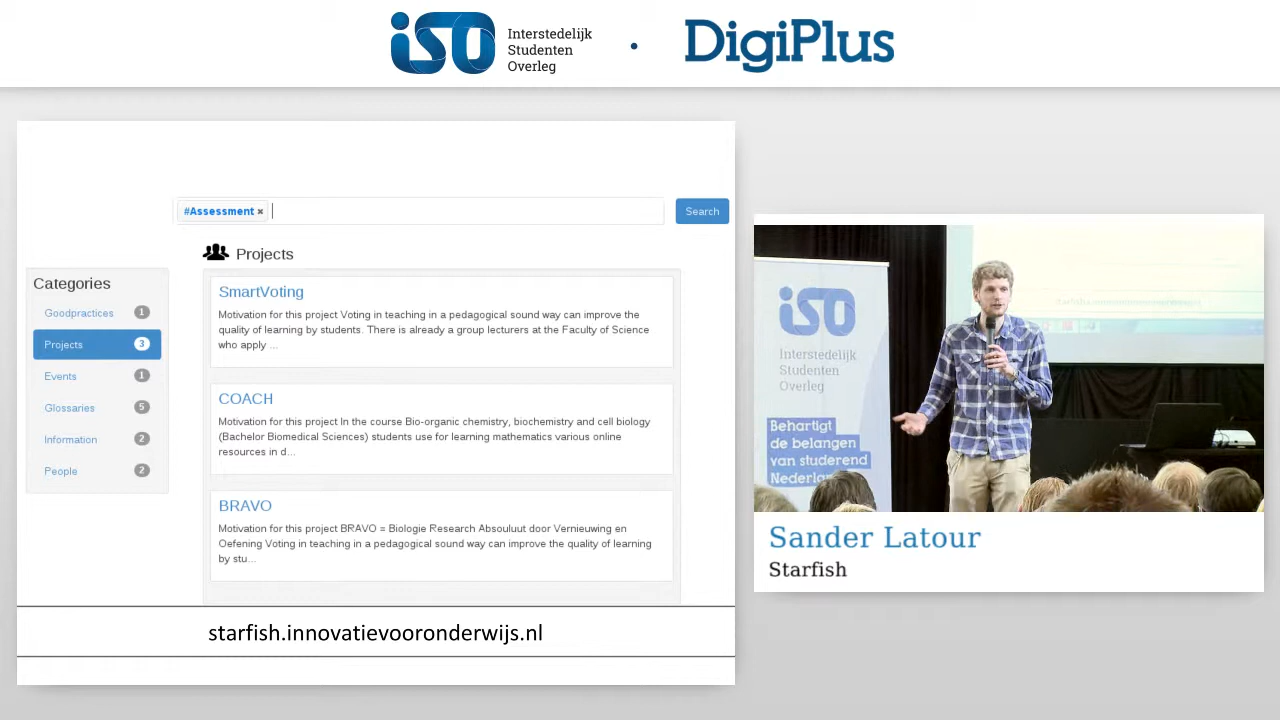 iSO
Interstedelijk
Studenten
Overleg
DigiPlus
#Assessment ×
Search
Projects
Categories
Goodpractices 1
Projects 3
Events 1
Glossaries 5
Information 2
People 2
SmartVoting
Motivation for this project Voting in teaching in a pedagogical sound way can improve the
quality of learning by students. There is already a group lecturers at the Faculty of Science
who apply ...
COACH
Motivation for this project In the course Bio-organic chemistry, biochemistry and cell biology
(Bachelor Biomedical Sciences) students use for learning mathematics various online
resources in d...
BRAVO
Motivation for this project BRAVO = Biologie Research Absouluut door Vernieuwing en
Oefening Voting in teaching in a pedagogical sound way can improve the quality of learning
by stu...
starfish.innovatievooronderwijs.nl
iSO
Interstedelijk
Studenten
Overleg
Behartigt
de belangen
van studerend
Sander Latour
Starfish